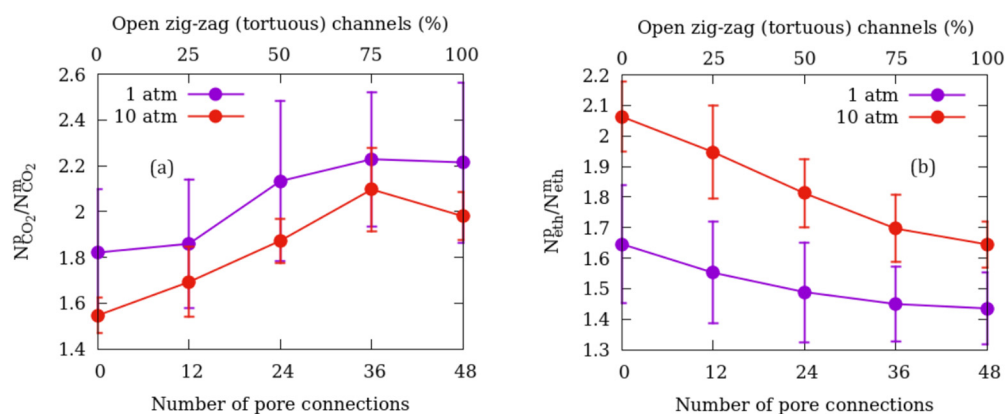 Open zig-zag (tortuous) channels (%)
0 25 50 75 100
2.6
2.4
2.2
2
1.8
1.6
1.4
1 atm
10 atm
(a)
N^p_CO₂/N^m_CO₂
0 12 24 36 48
Number of pore connections
Open zig-zag (tortuous) channels (%)
0 25 50 75 100
2.2
2.1
2
1.9
1.8
1.7
1.6
1.5
1.4
1.3
1 atm
10 atm
(b)
N^p_eth/N^m_eth
0 12 24 36 48
Number of pore connections